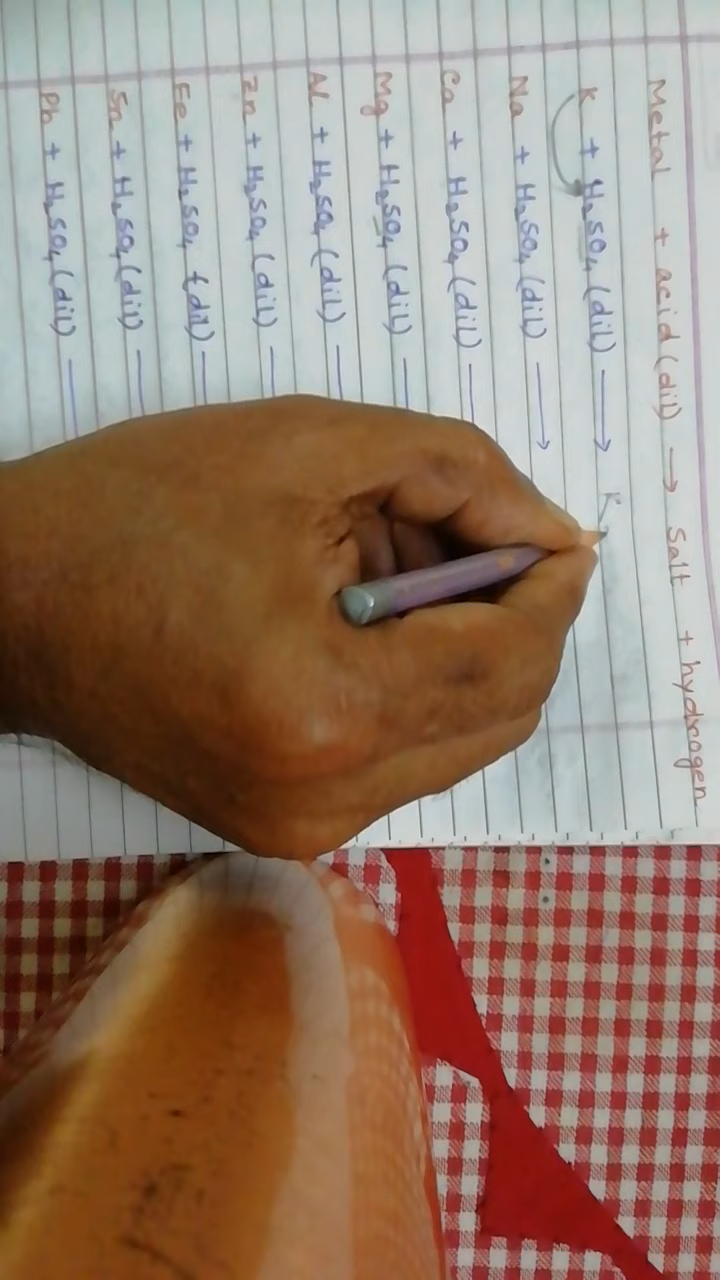 Metal + acid (dil) → Salt + hydrogen
K + H₂SO₄ (dil) → K₂
Na + H₂SO₄ (dil) →
Ca + H₂SO₄ (dil) —
Mg + H₂SO₄ (dil) —
Al + H₂SO₄ (dil) —
Zn + H₂SO₄ (dil) —
Fe + H₂SO₄ (dil) —
Sn + H₂SO₄ (dil) —
Pb + H₂SO₄ (dil) —